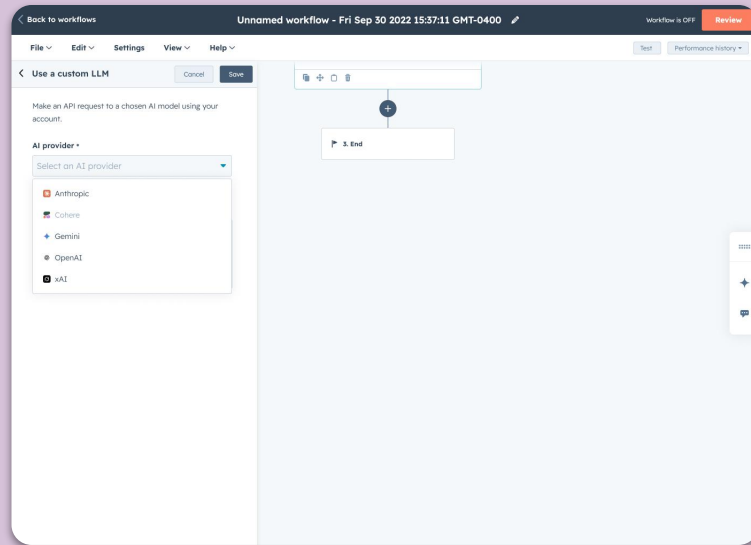 Back to workflows
Unnamed workflow - Fri Sep 30 2022 15:37:11 GMT-0400
Workflow is OFF
Review
File
Edit
Settings
View
Help
Test
Performance history
Use a custom LLM
Cancel
Save
Make an API request to a chosen AI model using your
account.
AI provider *
Select an AI provider
Anthropic
Cohere
Gemini
OpenAI
xAI
3. End